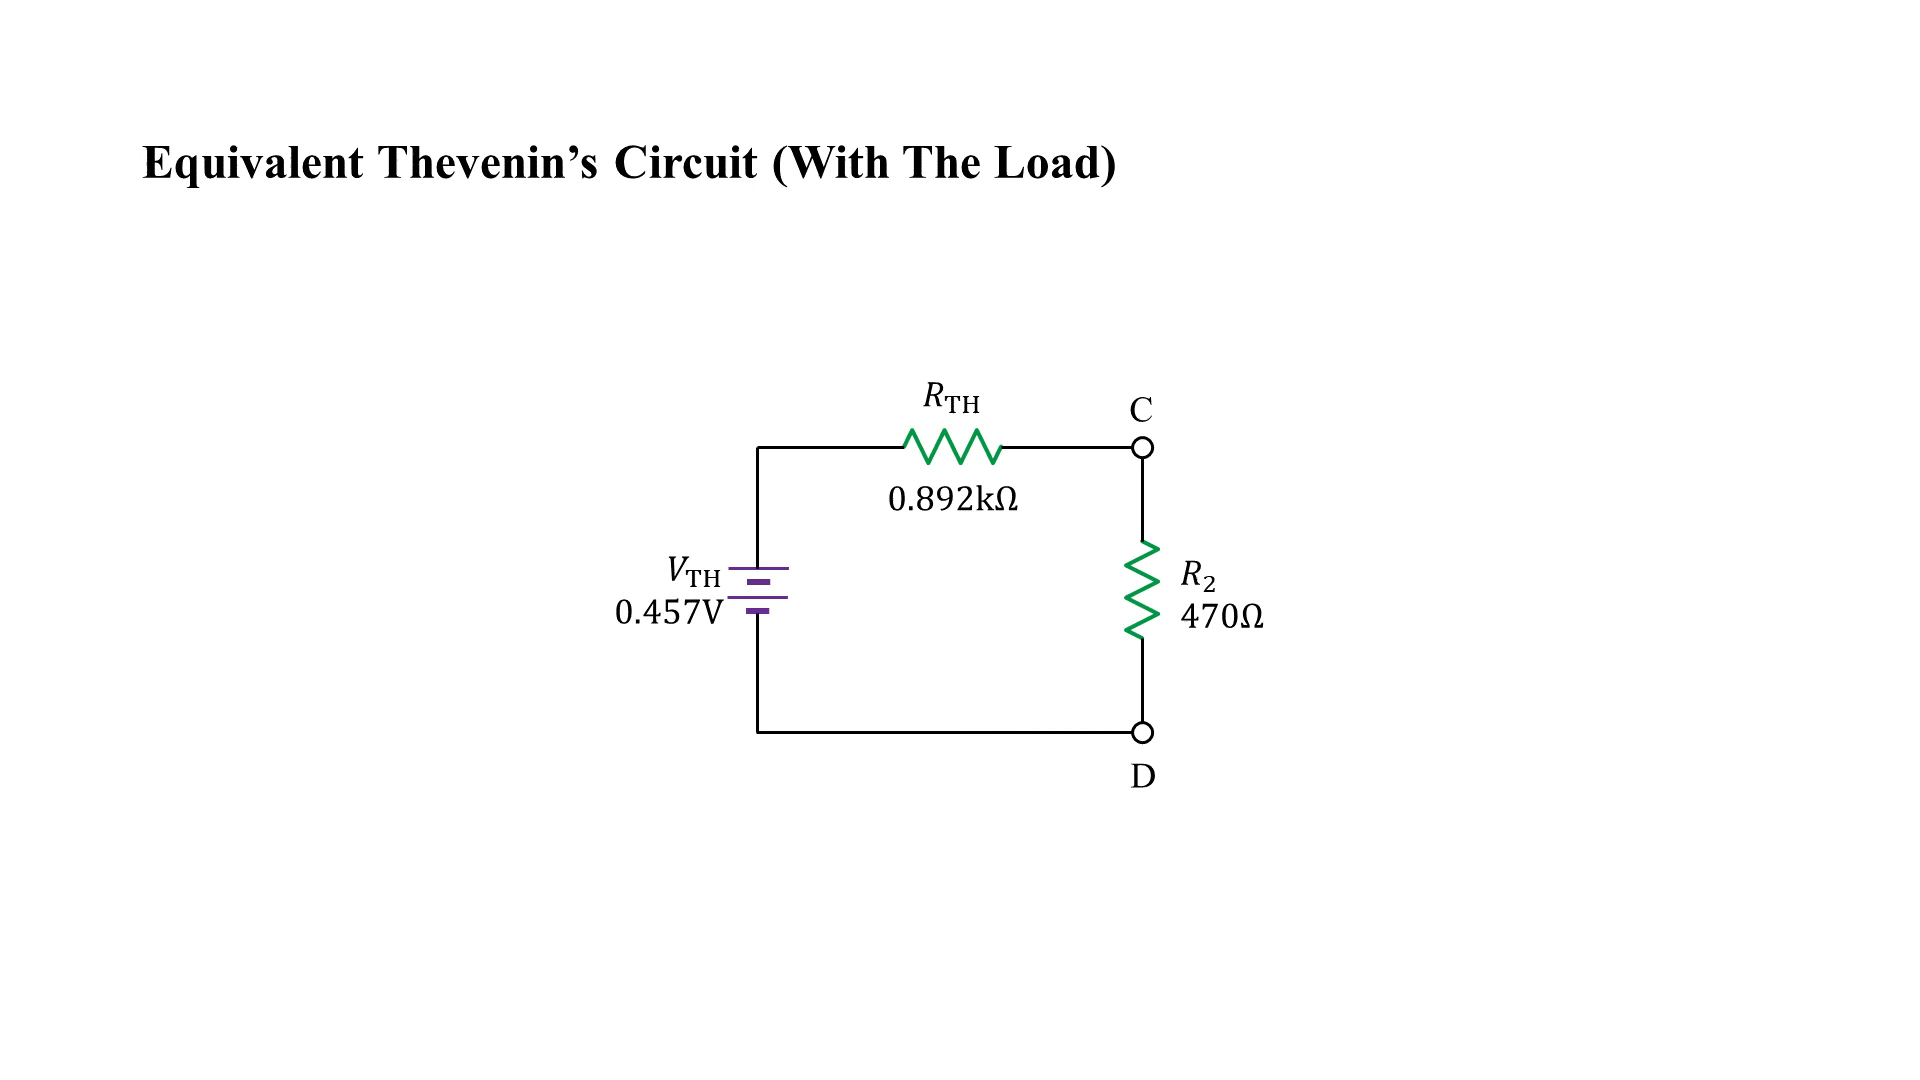 Equivalent Thevenin’s Circuit (With The Load)
R_TH
C
0.892kΩ
V_TH
0.457V
R_2
470Ω
D